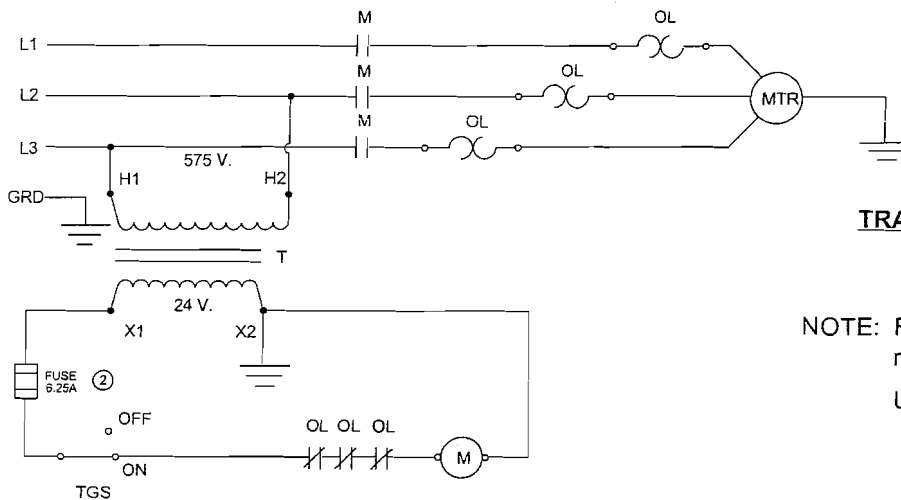 M
OL
L1
M
OL
L2
MTR
M
OL
L3
575 V.
H1
H2
GRD
TRA
T
24 V.
X1
X2
NOTE:
FUSE
6.25A
2
OFF
OL OL OL
M
ON
TGS